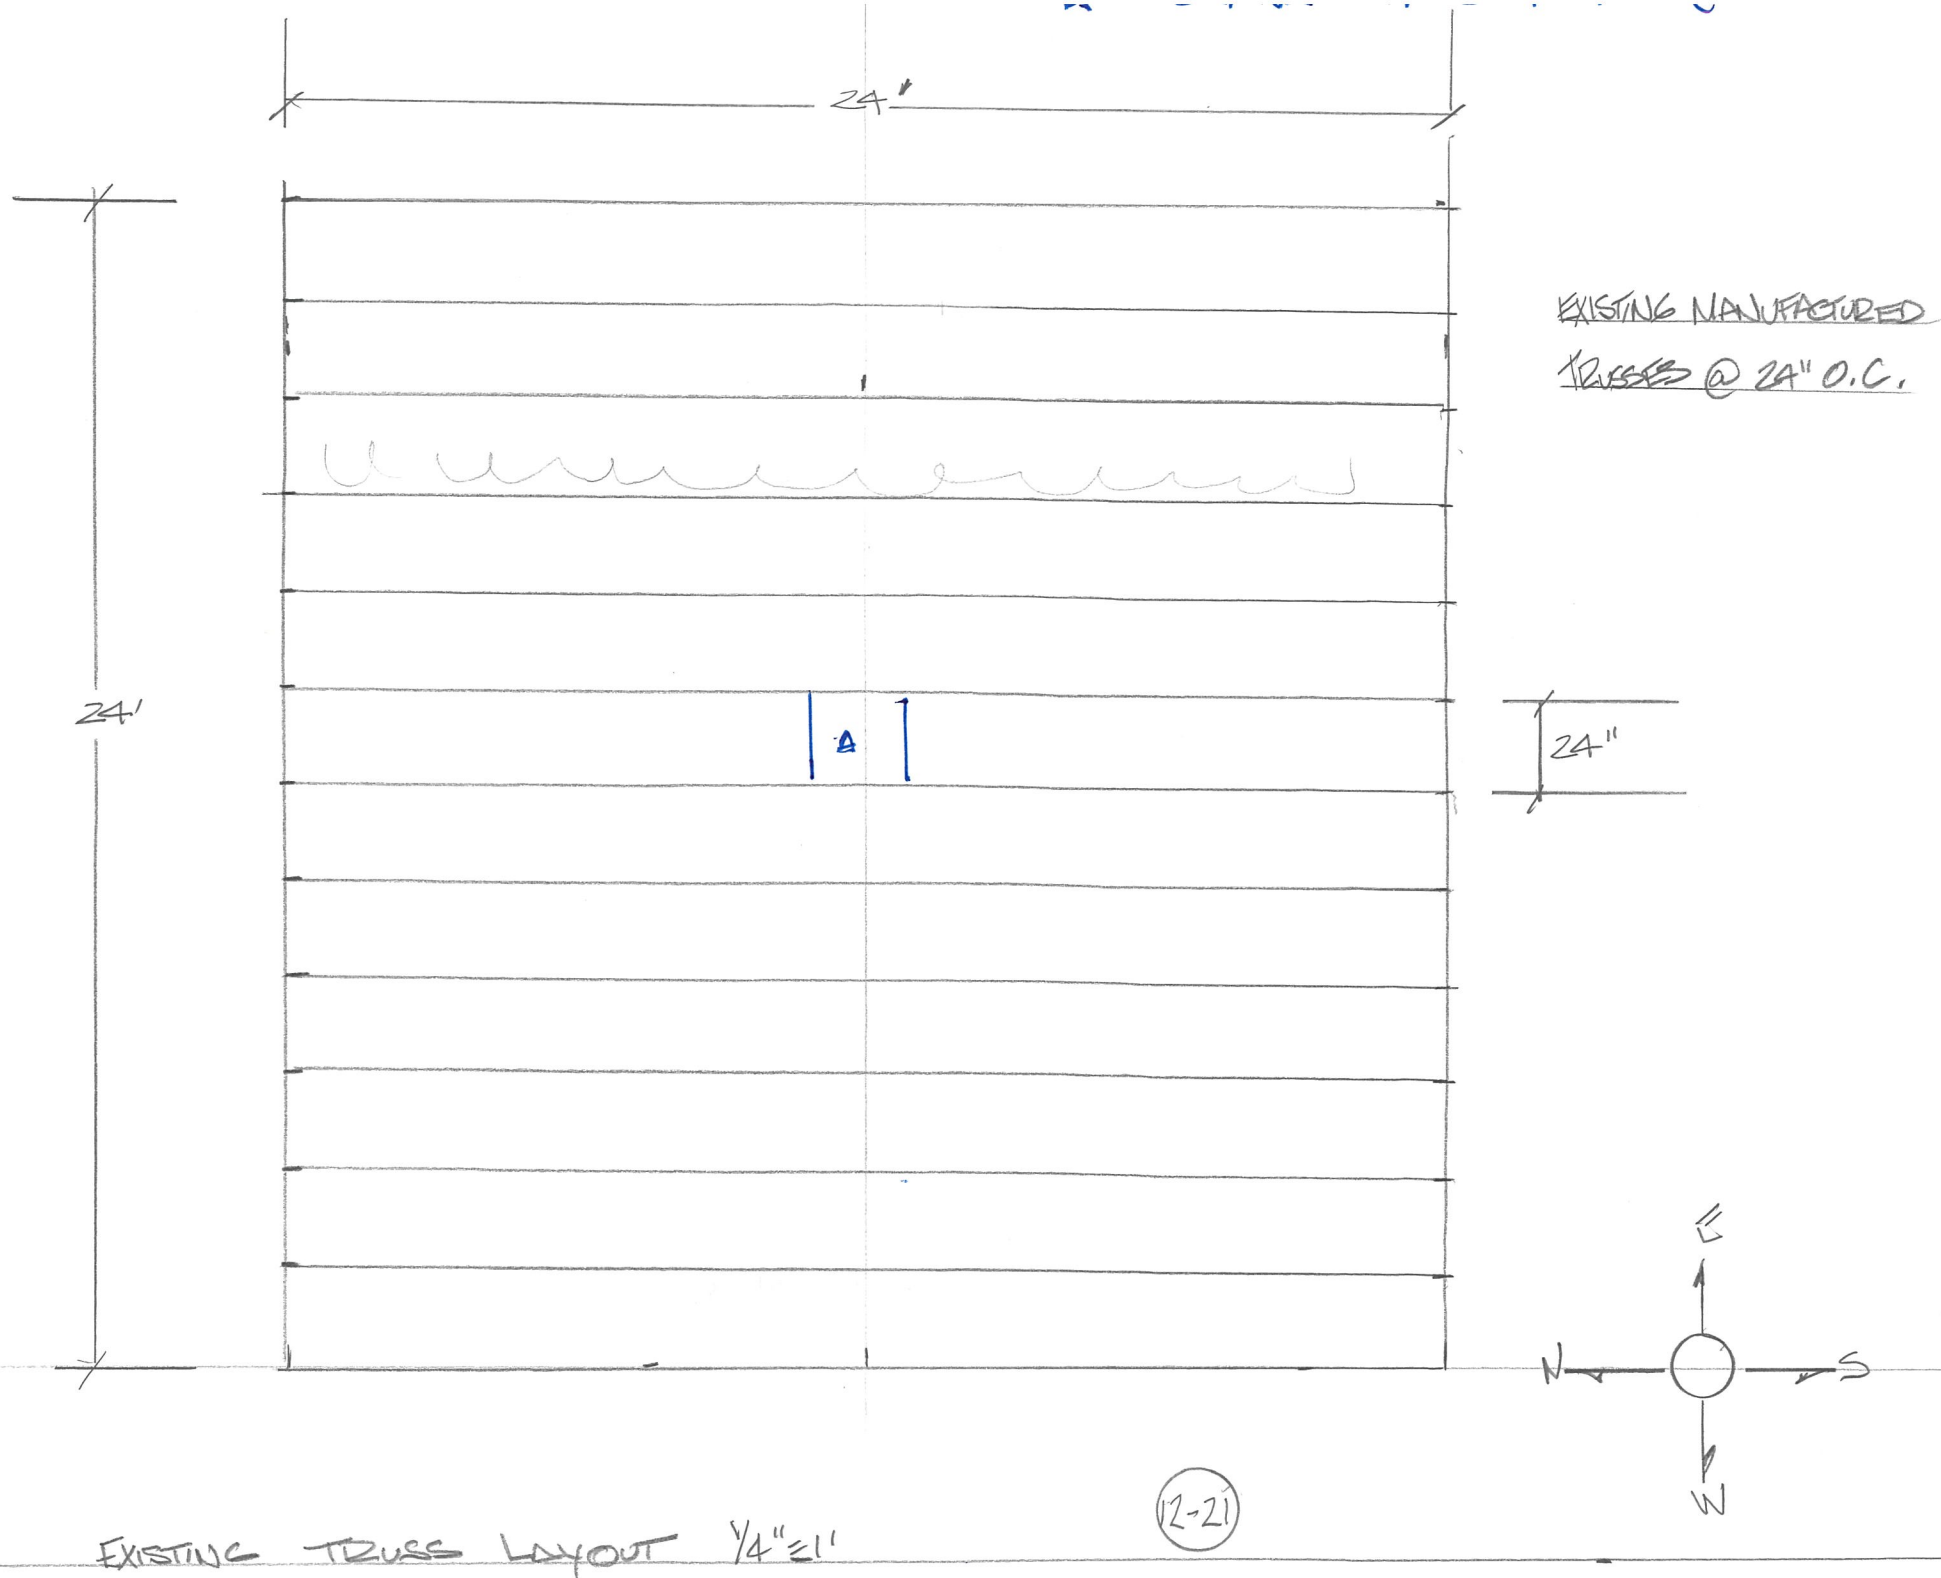 24'
EXISTING MANUFACTURED
TRUSSES @ 24" O.C.
24'
A
24"
E
N
S
W
12-21
EXISTING TRUSS LAYOUT 1/4"=1'